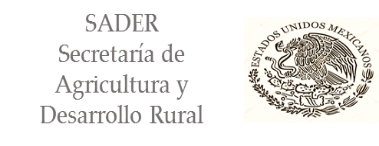 SADER
Secretaría de
Agricultura y
Desarrollo Rural
ESTADOS UNIDOS MEXICANOS